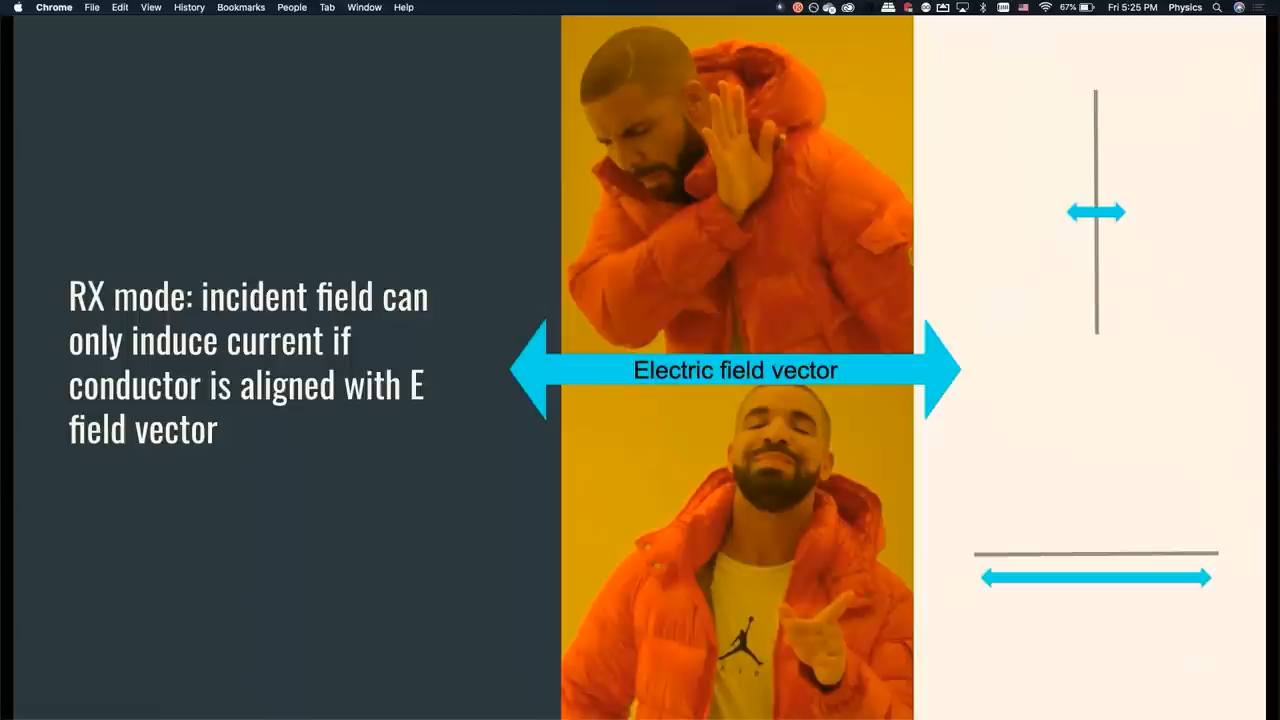 Chrome File Edit View History Bookmarks People Tab Window Help 67% Fri 5:25 PM Physics
RX mode: incident field can
only induce current if
conductor is aligned with E
field vector
Electric field vector